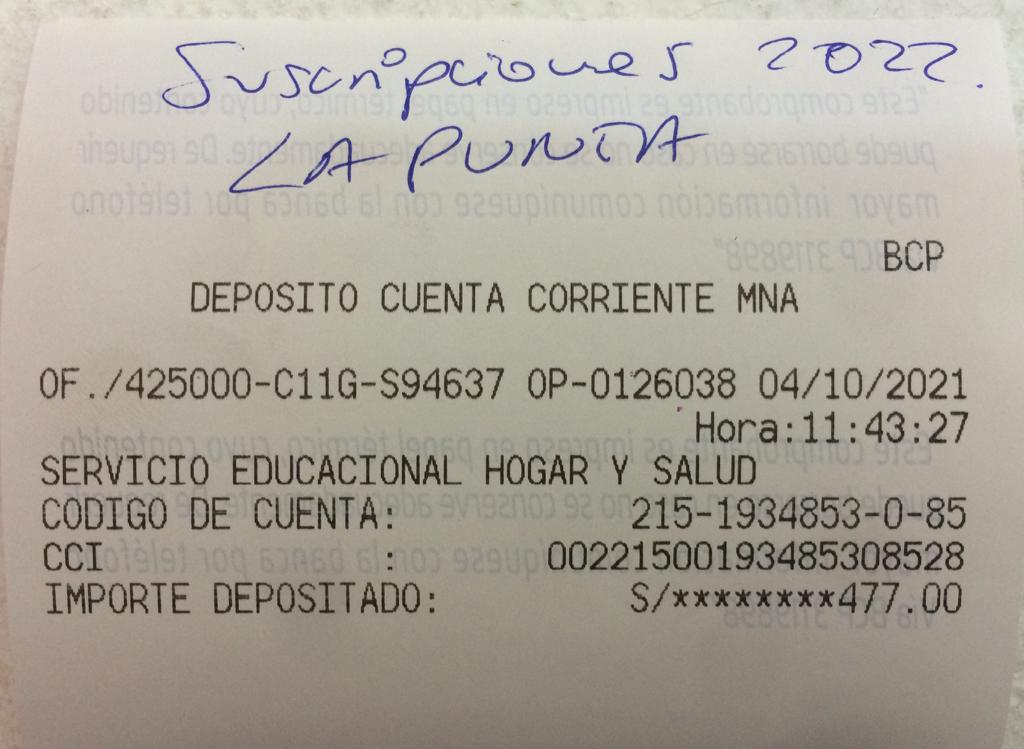 Suscripciones 2022.
LA PUNTA
BCP
DEPOSITO CUENTA CORRIENTE MNA
OF./425000-C11G-S94637 OP-0126038 04/10/2021
Hora:11:43:27
SERVICIO EDUCACIONAL HOGAR Y SALUD
CODIGO DE CUENTA: 215-1934853-0-85
CCI : 00221500193485308528
IMPORTE DEPOSITADO: S/********477.00